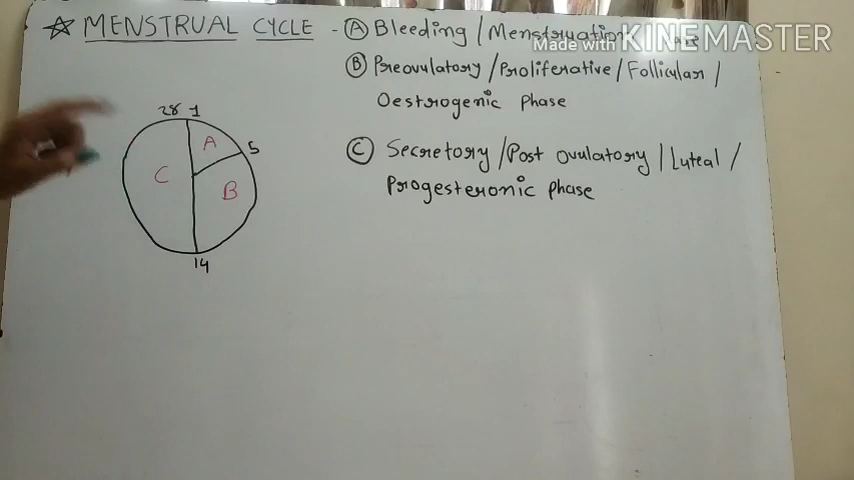 ☆ MENSTRUAL CYCLE - Ⓐ Bleeding / Menstruation
Made with KINEMASTER
Ⓑ Preovulatory / Proliferative / Follicular /
Oestrogenic phase
28 1
A
5
Ⓒ Secretory / Post ovulatory / Luteal /
C
B
Progesteronic phase
14